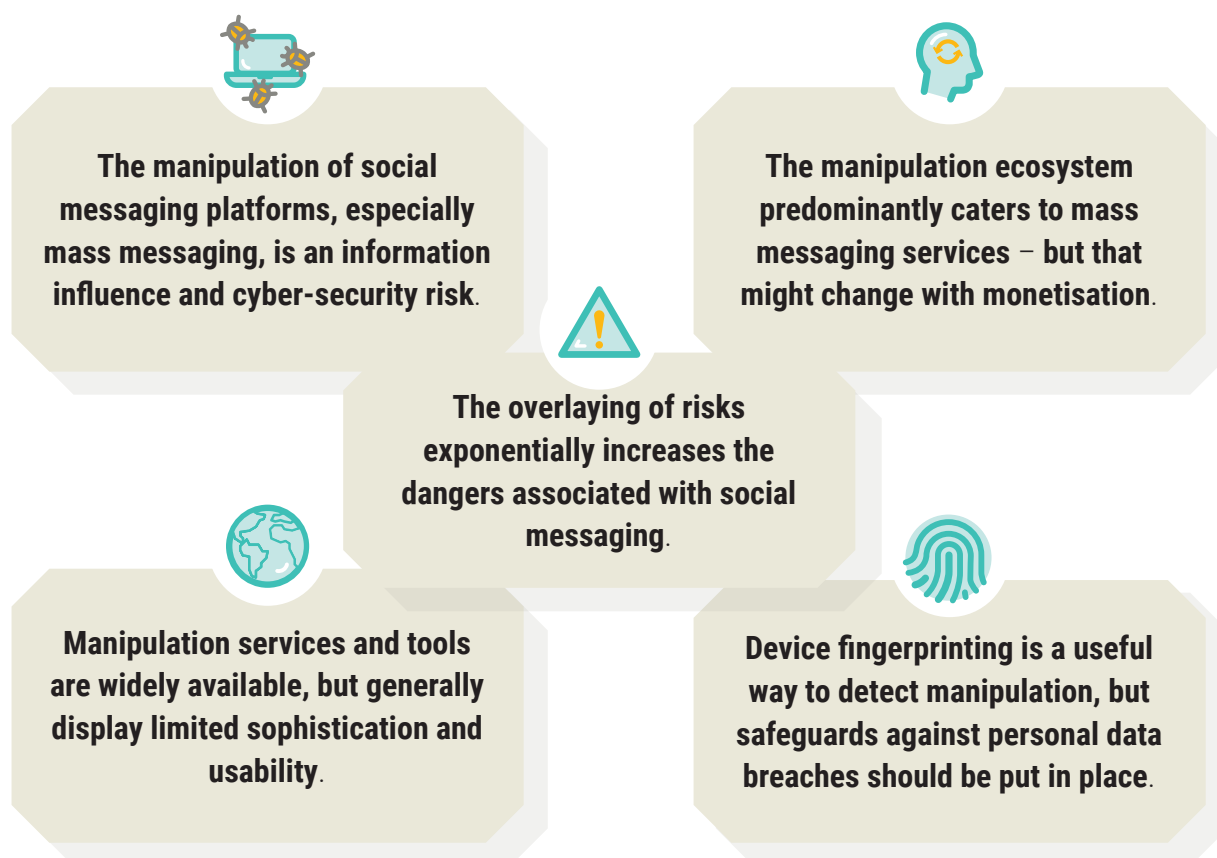 The manipulation of social
messaging platforms, especially
mass messaging, is an information
influence and cyber-security risk.
The manipulation ecosystem
predominantly caters to mass
messaging services – but that
might change with monetisation.
The overlaying of risks
exponentially increases the
dangers associated with social
messaging.
Manipulation services and tools
are widely available, but generally
display limited sophistication and
usability.
Device fingerprinting is a useful
way to detect manipulation, but
safeguards against personal data
breaches should be put in place.